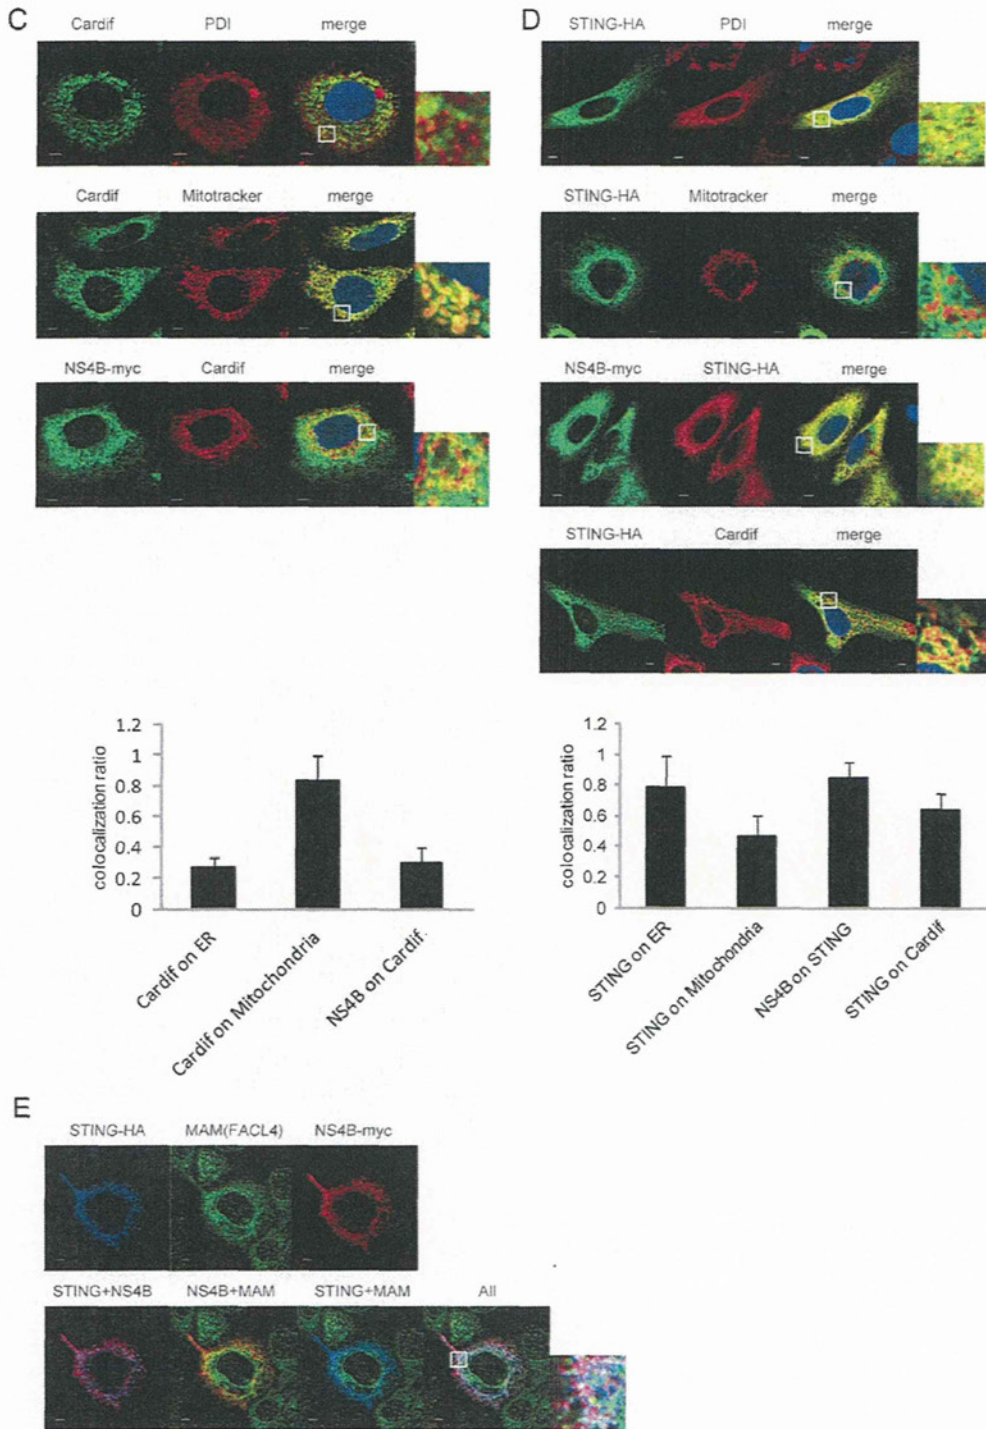 C
Cardif PDI merge
Cardif Mitotracker merge
NS4B-myc Cardif merge
D
STING-HA PDI merge
STING-HA Mitotracker merge
NS4B-myc STING-HA merge
STING-HA Cardif merge
colocalization ratio
1.2
1
0.8
0.6
0.4
0.2
0
Cardif on ER
Cardif on Mitochondria
NS4B on Cardif.
colocalization ratio
1.2
1
0.8
0.6
0.4
0.2
0
STING on ER
STING on Mitochondria
NS4B on STING
STING on Cardif
E
STING-HA MAM(FACL4) NS4B-myc
STING+NS4B NS4B+MAM STING+MAM All